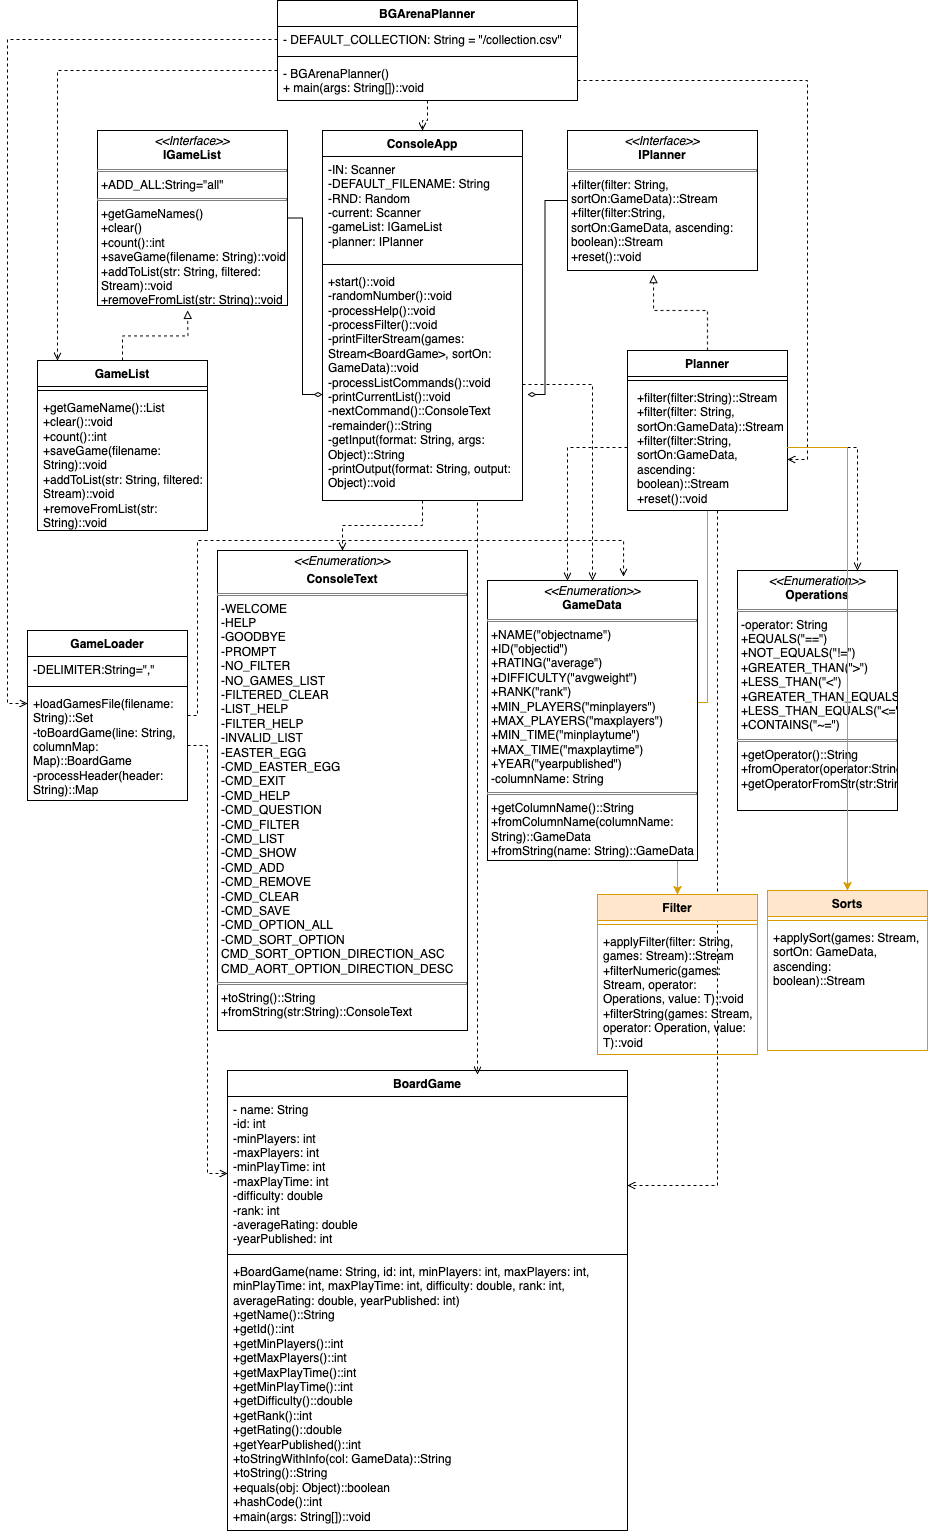 BGArenaPlanner
- DEFAULT_COLLECTION: String = "/collection.csv"
- BGArenaPlanner()
+ main(args: String[])::void
<<Interface>>
IGameList
+ADD_ALL:String="all"
+getGameNames()
+clear()
+count()::int
+saveGame(filename: String)::void
+addToList(str: String, filtered:
Stream)::void
+removeFromList(str: String)::void
ConsoleApp
-IN: Scanner
-DEFAULT_FILENAME: String
-RND: Random
-current: Scanner
-gameList: IGameList
-planner: IPlanner
+start()::void
-randomNumber()::void
-processHelp()::void
-processFilter()::void
-printFilterStream(games:
Stream<BoardGame>, sortOn:
GameData)::void
-processListCommands()::void
-printCurrentList()::void
-nextCommand()::ConsoleText
-remainder()::String
-getInput(format: String, args:
Object)::String
-printOutput(format: String, output:
Object)::void
<<Interface>>
IPlanner
+filter(filter: String,
sortOn:GameData)::Stream
+filter(filter:String,
sortOn:GameData, ascending:
boolean)::Stream
+reset()::void
GameList
+getGameName()::List
+clear()::void
+count()::int
+saveGame(filename:
String)::void
+addToList(str: String, filtered:
Stream)::void
+removeFromList(str:
String)::void
Planner
+filter(filter:String)::Stream
+filter(filter: String,
sortOn:GameData)::Stream
+filter(filter:String,
sortOn:GameData,
ascending:
boolean)::Stream
+reset()::void
GameLoader
-DELIMITER:String=","
+loadGamesFile(filename:
String)::Set
-toBoardGame(line: String,
columnMap:
Map)::BoardGame
-processHeader(header:
String)::Map
<<Enumeration>>
ConsoleText
-WELCOME
-HELP
-GOODBYE
-PROMPT
-NO_FILTER
-NO_GAMES_LIST
-FILTERED_CLEAR
-LIST_HELP
-FILTER_HELP
-INVALID_LIST
-EASTER_EGG
-CMD_EASTER_EGG
-CMD_EXIT
-CMD_HELP
-CMD_QUESTION
-CMD_FILTER
-CMD_LIST
-CMD_SHOW
-CMD_ADD
-CMD_REMOVE
-CMD_CLEAR
-CMD_SAVE
-CMD_OPTION_ALL
-CMD_SORT_OPTION
CMD_SORT_OPTION_DIRECTION_ASC
CMD_AORT_OPTION_DIRECTION_DESC
+toString()::String
+fromString(str:String)::ConsoleText
<<Enumeration>>
GameData
+NAME("objectname")
+ID("objectid")
+RATING("average")
+DIFFICULTY("avgweight")
+RANK("rank")
+MIN_PLAYERS("minplayers")
+MAX_PLAYERS("maxplayers")
+MIN_TIME("minplaytume")
+MAX_TIME("maxplaytime")
+YEAR("yearpublished")
-columnName: String
+getColumnName()::String
+fromColumnName(columnName:
String)::GameData
+fromString(name: String)::GameData
<<Enumeration>>
Operations
-operator: String
+EQUALS("==")
+NOT_EQUALS("!=")
+GREATER_THAN(">")
+LESS_THAN("<")
+GREATER_THAN_EQUALS
+LESS_THAN_EQUALS("<="
+CONTAINS("~=")
+getOperator()::String
+fromOperator(operator:String
+getOperatorFromStr(str:Strin
Filter
+applyFilter(filter: String,
games: Stream)::Stream
+filterNumeric(games:
Stream, operator:
Operations, value: T)::void
+filterString(games: Stream,
operator: Operation, value:
T)::void
Sorts
+applySort(games: Stream,
sortOn: GameData,
ascending:
boolean)::Stream
BoardGame
- name: String
-id: int
-minPlayers: int
-maxPlayers: int
-minPlayTime: int
-maxPlayTime: int
-difficulty: double
-rank: int
-averageRating: double
-yearPublished: int
+BoardGame(name: String, id: int, minPlayers: int, maxPlayers: int,
minPlayTime: int, maxPlayTime: int, difficulty: double, rank: int,
averageRating: double, yearPublished: int)
+getName()::String
+getId()::int
+getMinPlayers()::int
+getMaxPlayers()::int
+getMaxPlayTime()::int
+getMinPlayTime()::int
+getDifficulty()::double
+getRank()::int
+getRating()::double
+getYearPublished()::int
+toStringWithInfo(col: GameData)::String
+toString()::String
+equals(obj: Object)::boolean
+hashCode()::int
+main(args: String[])::void